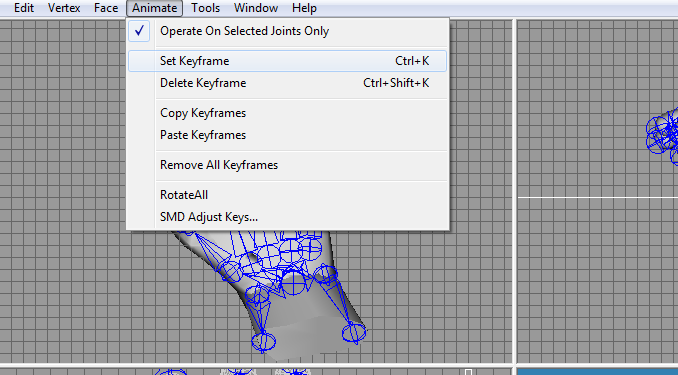 Edit Vertex Face Animate Tools Window Help
Operate On Selected Joints Only
Set Keyframe Ctrl+K
Delete Keyframe Ctrl+Shift+K
Copy Keyframes
Paste Keyframes
Remove All Keyframes
RotateAll
SMD Adjust Keys...